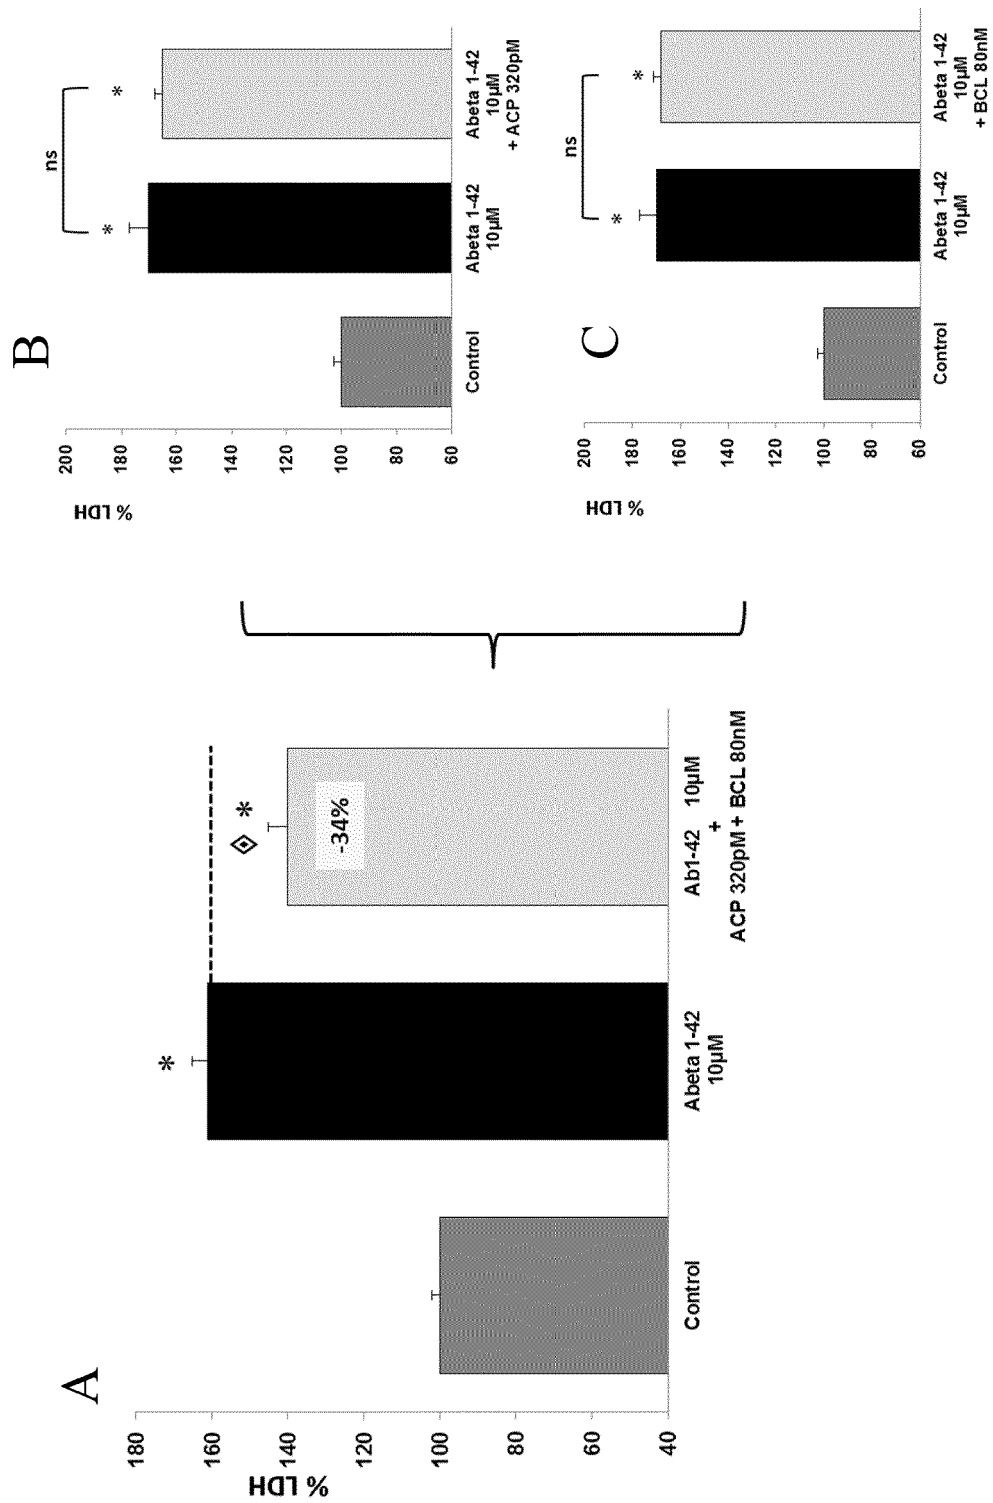 A
% LDH
180
160
140
120
100
80
60
40
*
◈ *
-34%
Control
Abeta 1-42
10µM
Ab1-42 10µM
+
ACP 320pM + BCL 80nM
B
% LDH
200
180
160
140
120
100
80
60
ns
*
*
Control
Abeta 1-42
10µM
Abeta 1-42
10µM
+ ACP 320pM
C
% LDH
200
180
160
140
120
100
80
60
ns
*
*
Control
Abeta 1-42
10µM
Abeta 1-42
10µM
+ BCL 80nM